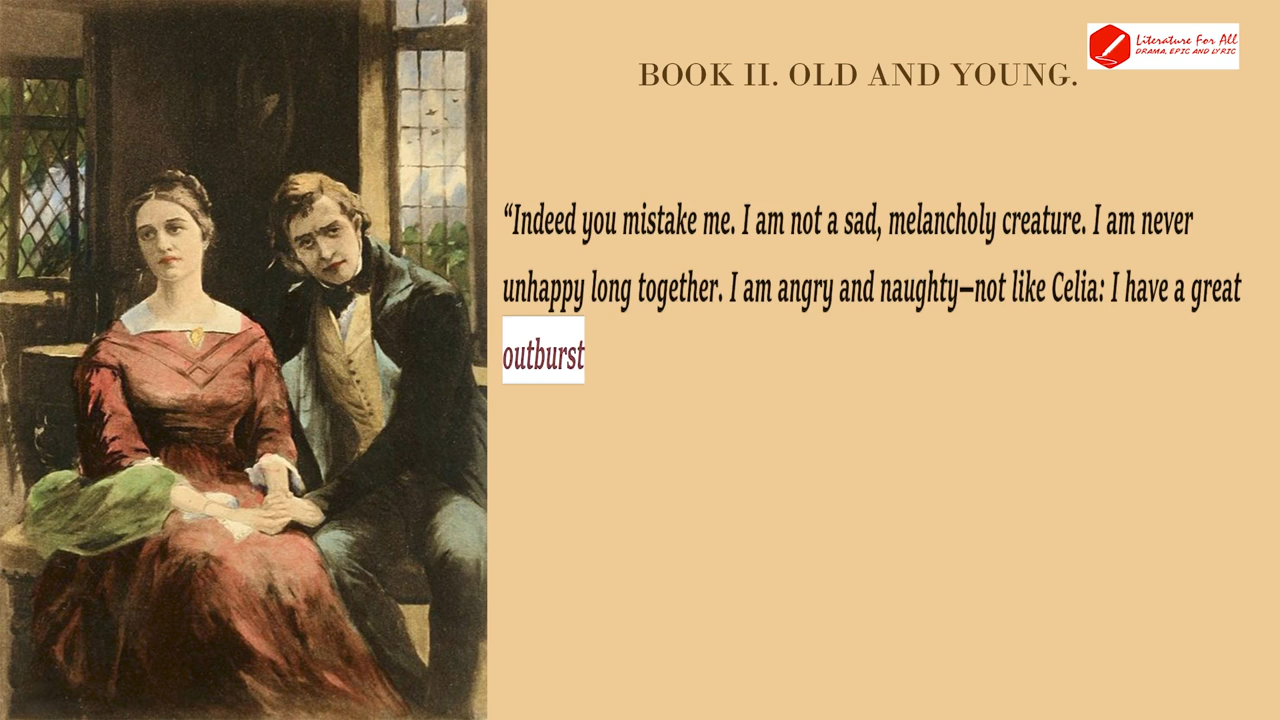 Literature For All
DRAMA, EPIC AND LYRIC
BOOK II. OLD AND YOUNG.
“Indeed you mistake me. I am not a sad, melancholy creature. I am never
unhappy long together. I am angry and naughty—not like Celia: I have a great
outburst